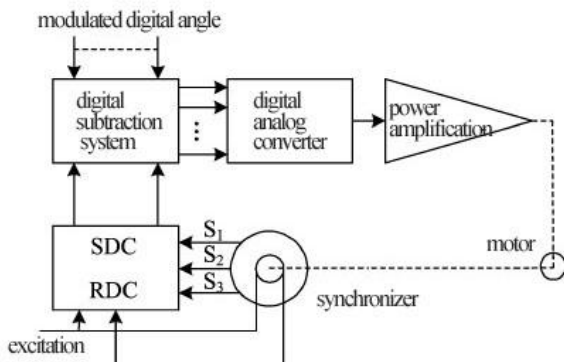 modulated digital angle
digital
subtraction
system
digital
analog
converter
power
amplification
SDC
RDC
S1
S2
S3
motor
synchronizer
excitation